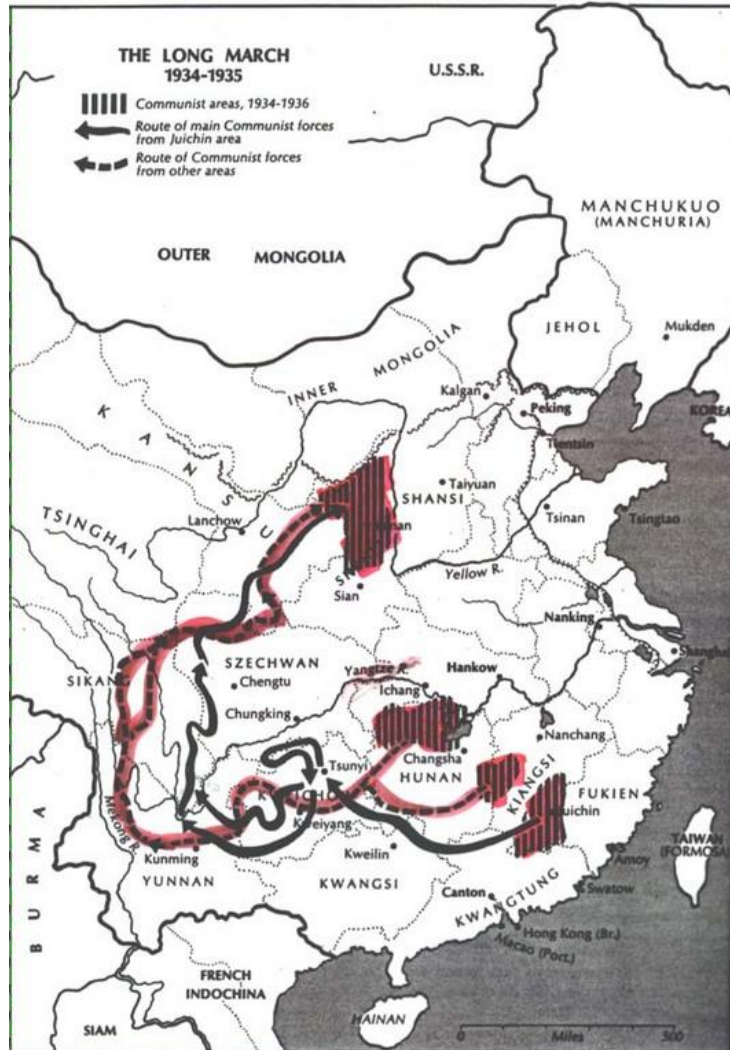 THE LONG MARCH
1934-1935
Communist areas, 1934-1936
Route of main Communist forces
from Juichin area
Route of Communist forces
from other areas
U.S.S.R.
MANCHUKUO
(MANCHURIA)
OUTER MONGOLIA
JEHOL
Mukden
INNER MONGOLIA
Kalgan
Peking
KOREA
Tientsin
KANSU
Taiyuan
SHANSI
TSINGHAI
Lanchow
Tsinan
Tsingtao
Yellow R.
Sian
Nanking
Shanghai
SZECHWAN
SIKANG
Chengtu
Yangtze R.
Hankow
Ichang
Chungking
Nanchang
Changsha
Tsunyi
HUNAN
KIANGSI
FUKIEN
Kweiyang
Mekong R.
Kunming
Kweilin
TAIWAN
(FORMOSA)
Amoy
BURMA
YUNNAN
KWANGSI
Swatow
Canton
KWANGTUNG
Hong Kong (Br.)
Macao (Port.)
FRENCH
INDOCHINA
SIAM
HAINAN
0 500
Miles